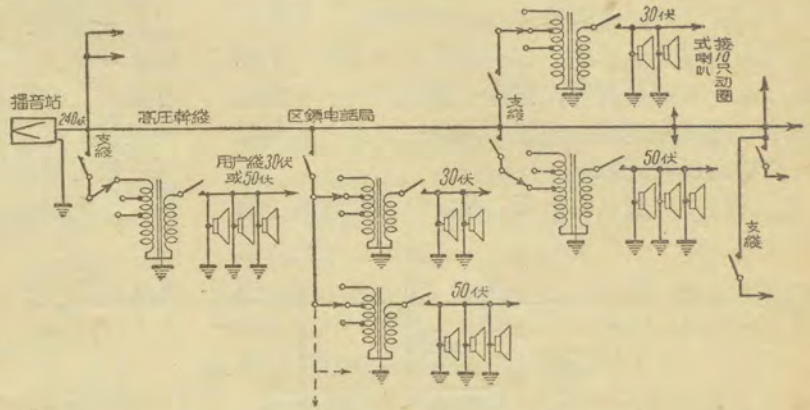 30伏
接10只动圈
式喇叭
播音站
240伏
高压幹綫
区鎮电話局
支綫
支綫
用户綫30伏
或50伏
30伏
50伏
支綫
50伏